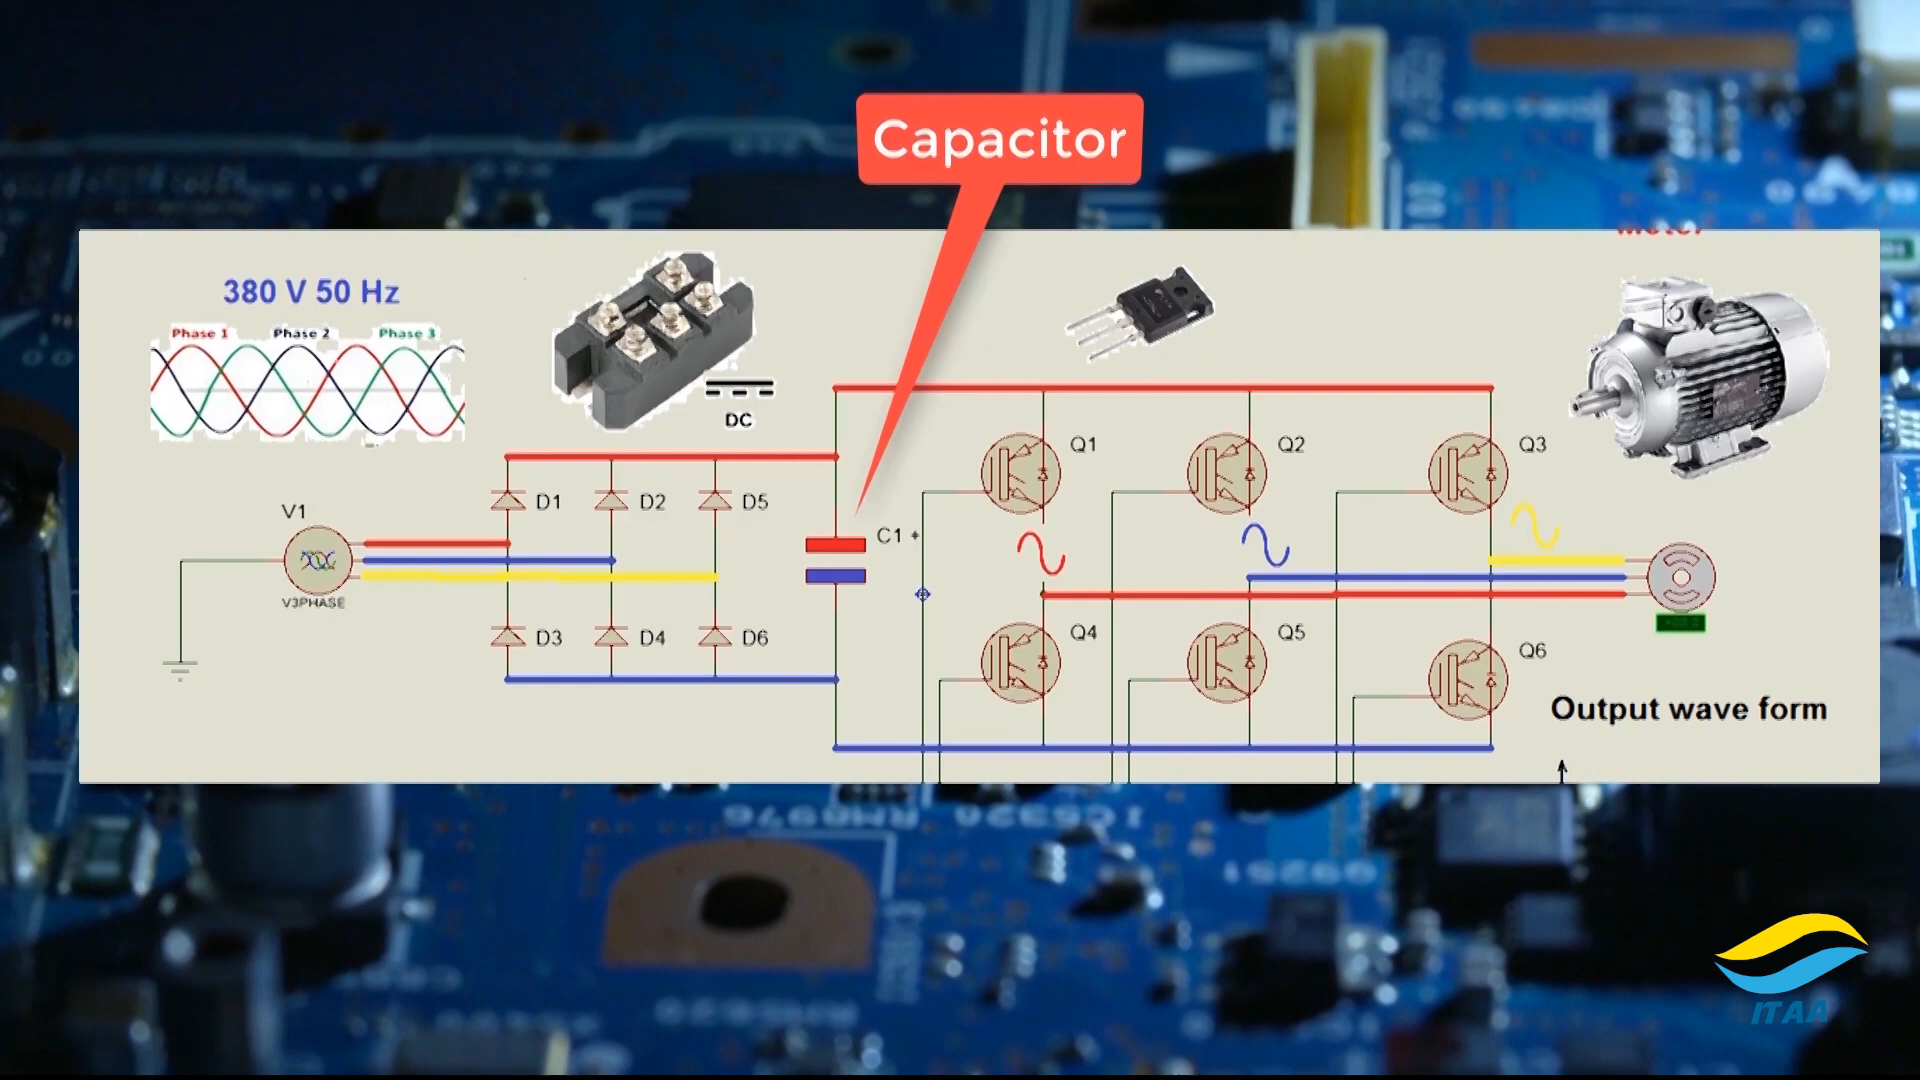 Capacitor
motor
380 V 50 Hz
Phase 1 Phase 2 Phase 3
DC
Q1 Q2 Q3
V1
D1 D2 D5
C1 +
V3PHASE
D3 D4 D6
Q4 Q5 Q6
Output wave form
ITAA